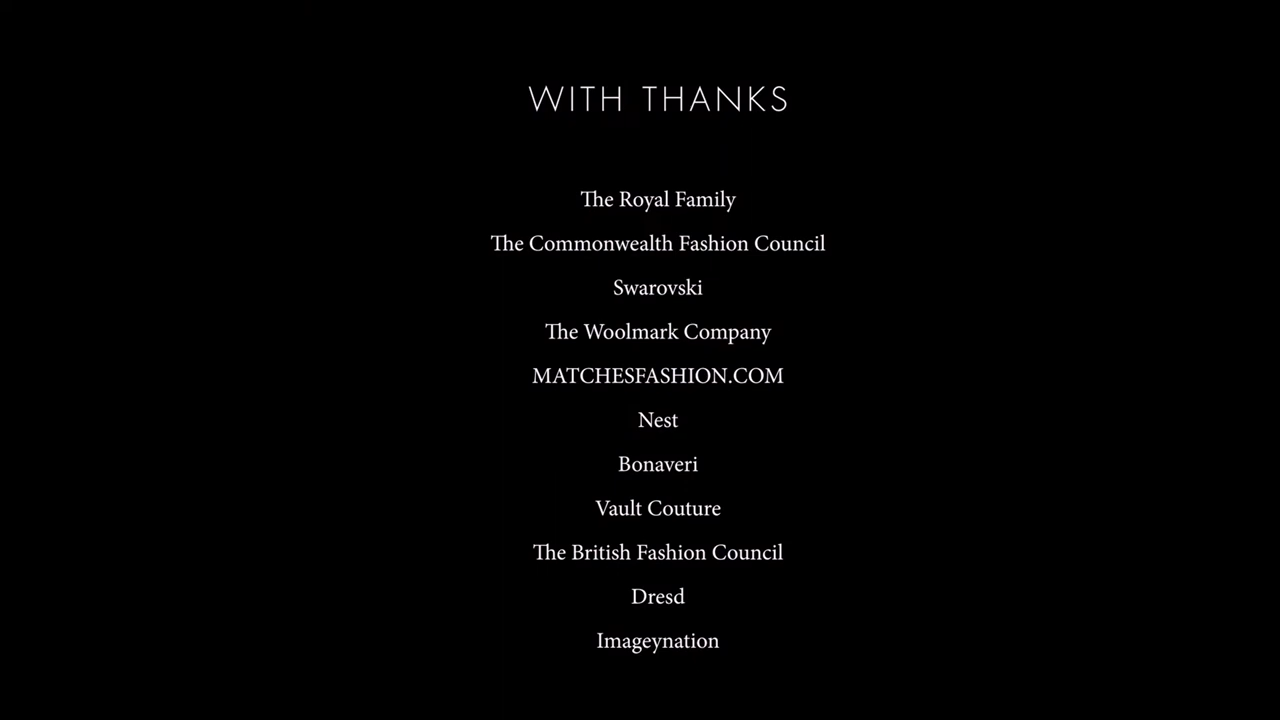 WITH THANKS
The Royal Family
The Commonwealth Fashion Council
Swarovski
The Woolmark Company
MATCHESFASHION.COM
Nest
Bonaveri
Vault Couture
The British Fashion Council
Dresd
Imageynation